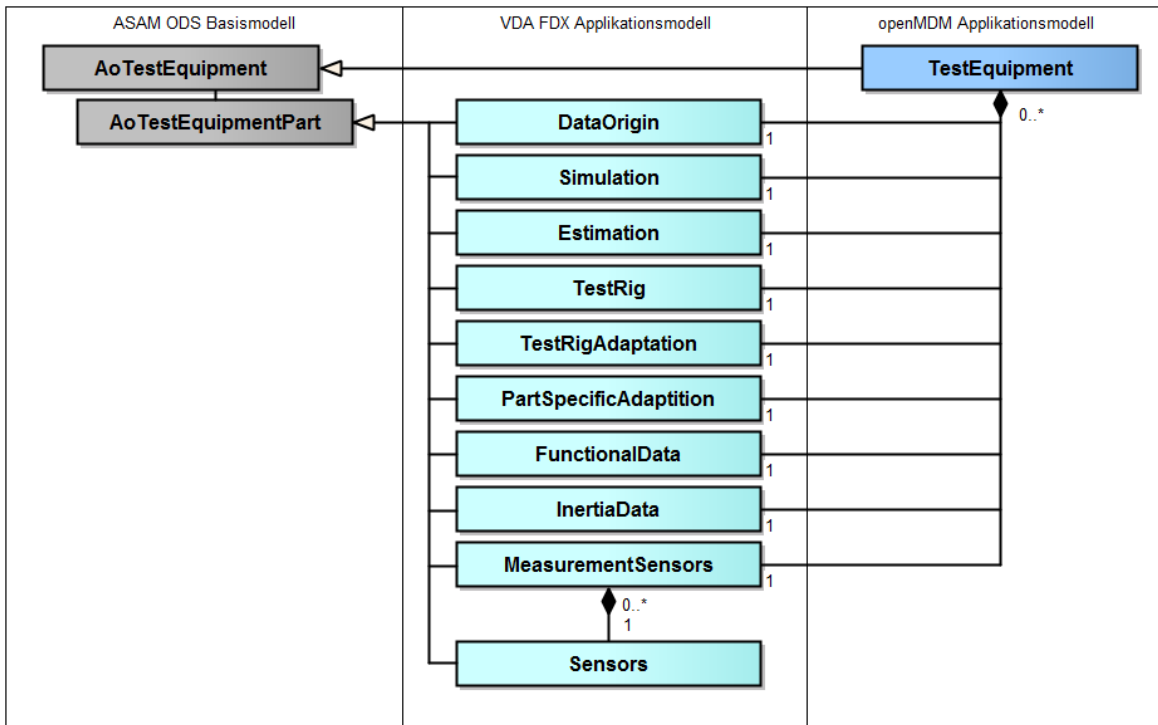 ASAM ODS Basismodell
VDA FDX Applikationsmodell
openMDM Applikationsmodell
AoTestEquipment
TestEquipment
AoTestEquipmentPart
0..*
DataOrigin
1
Simulation
1
Estimation
1
TestRig
1
TestRigAdaptation
1
PartSpecificAdaptition
1
FunctionalData
1
InertiaData
1
MeasurementSensors
1
0..*
1
Sensors